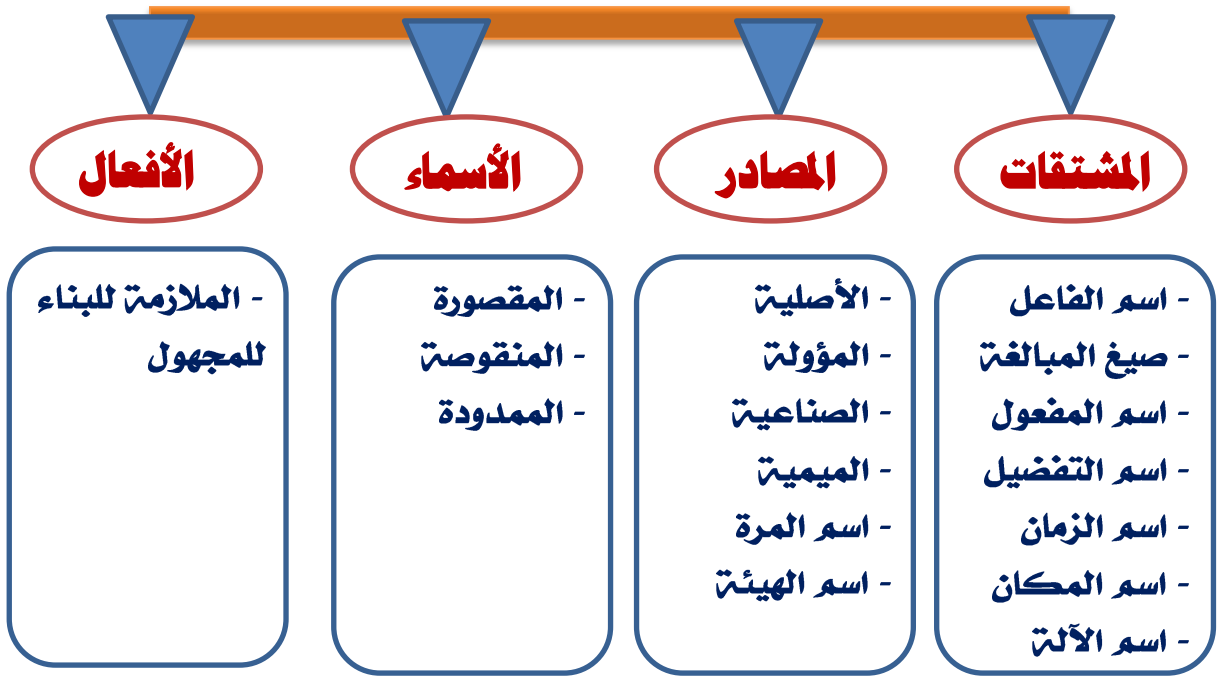 المشتقات
- اسم الفاعل
- صيغ المبالغة
- اسم المفعول
- اسم التفضيل
- اسم الزمان
- اسم المكان
- اسم الآلة
المصادر
- الأصلية
- المؤولة
- الصناعية
- الميمية
- اسم المرة
- اسم الهيئة
الأسماء
- المقصورة
- المنقوصة
- الممدودة
الأفعال
- الملازمة للبناء
للمجهول